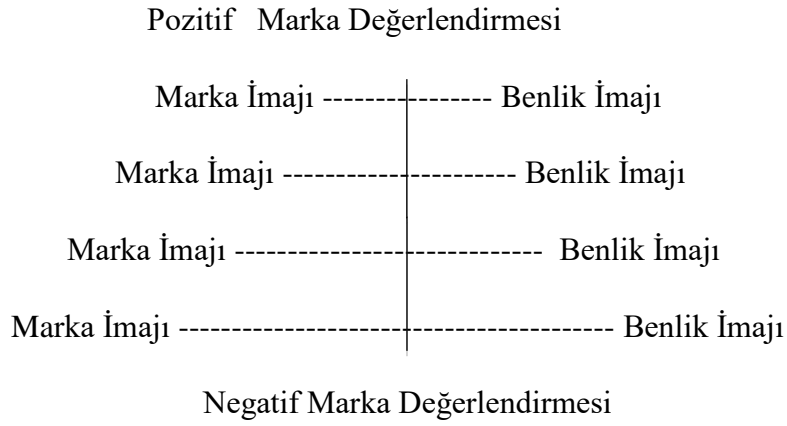 Pozitif   Marka Değerlendirmesi
Marka İmajı ---------------- Benlik İmajı
Marka İmajı ---------------------- Benlik İmajı
Marka İmajı -----------------------------  Benlik İmajı
Marka İmajı ----------------------------------------- Benlik İmajı
Negatif Marka Değerlendirmesi